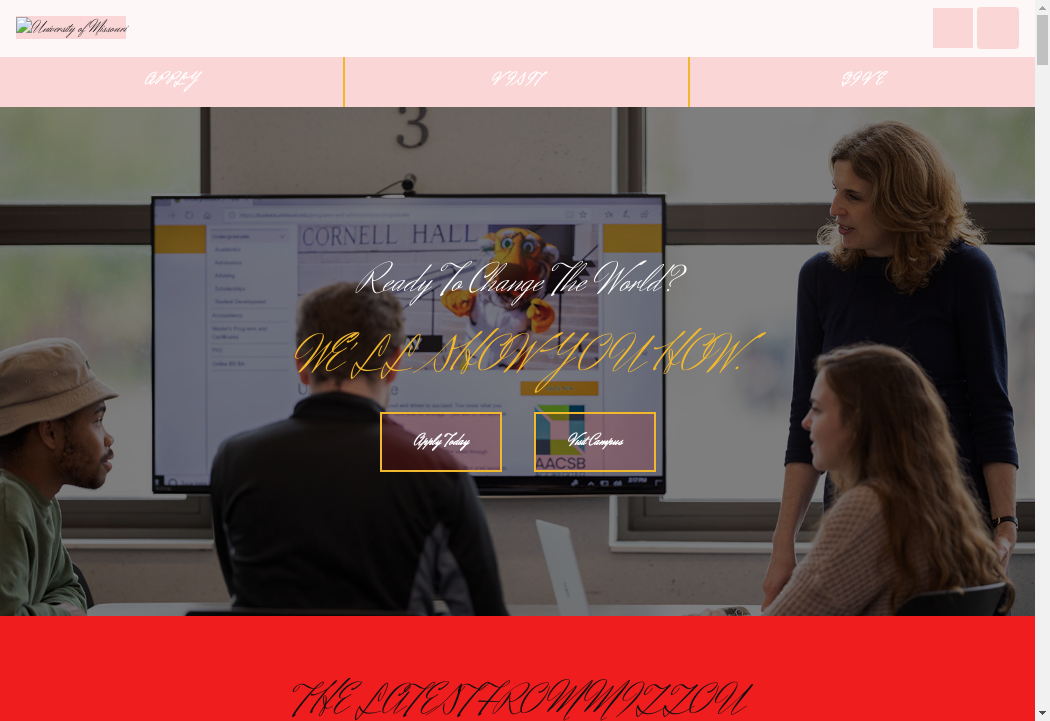 University of Missouri
APPLY
VISIT
GIVE
3
CORNELL HALL
Ready To Change The World?
WE'LL SHOW YOU HOW.
Apply Today
Visit Campus
AACSB
THE LATEST FROM MIZZOU